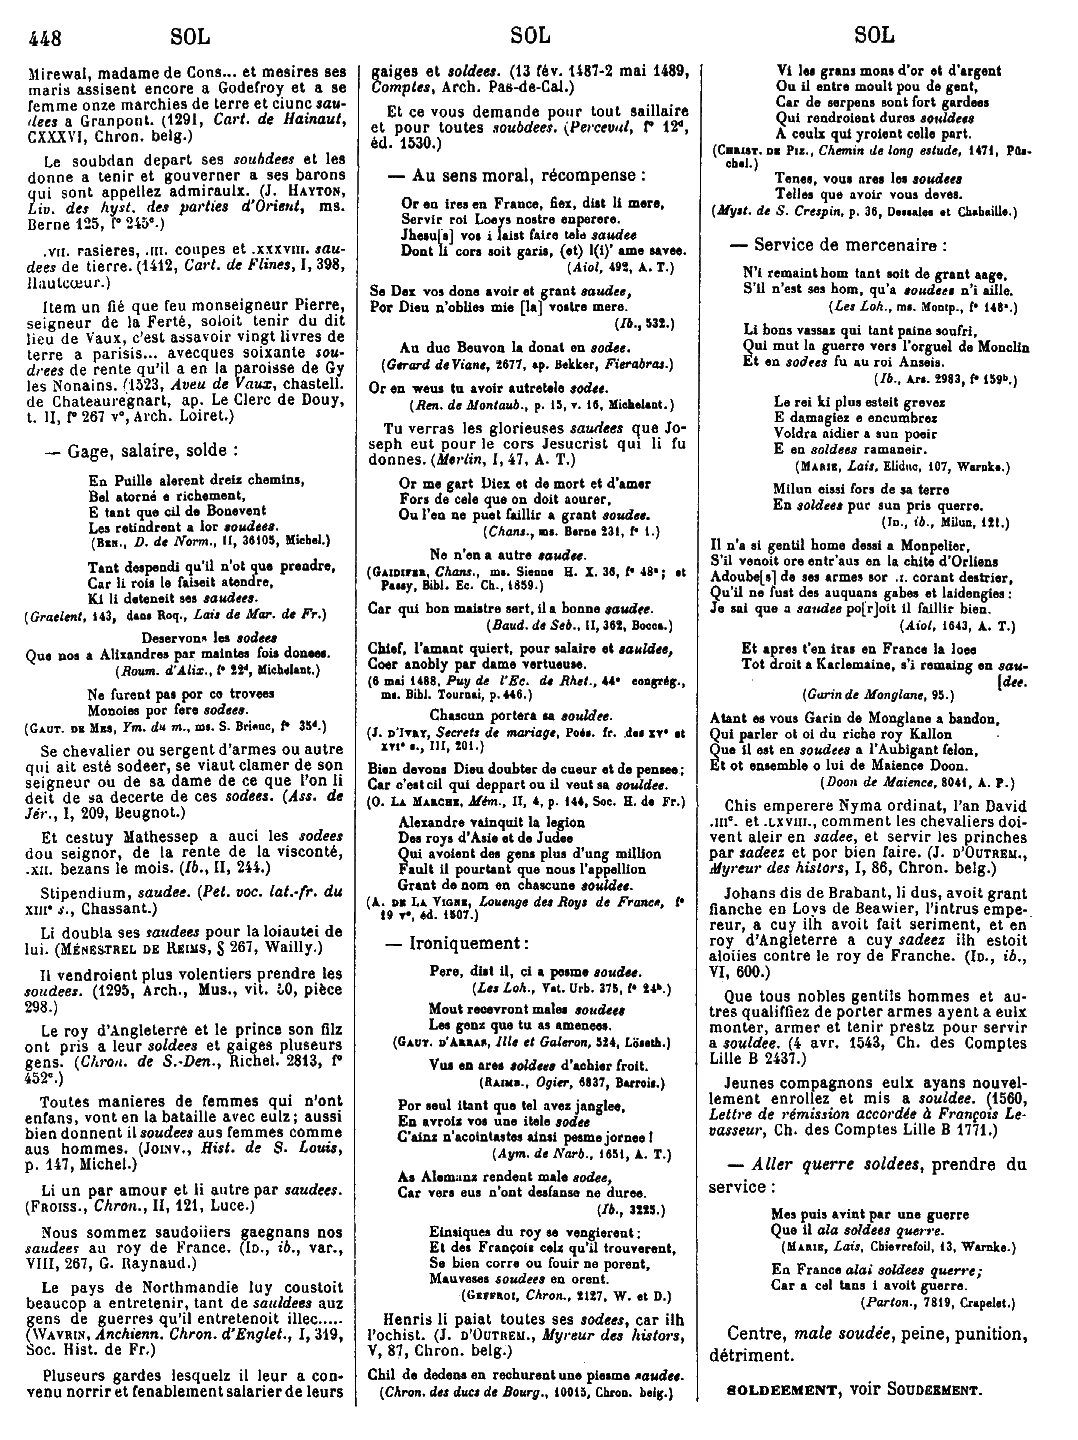 448 SOL SOL SOL
Mirewal, madame de Cons... et mesires ses
maris assisent encore a Godefroy et a se
femme onze marchies de terre et ciunc sau-
dees a Granpont. (1291, Cart. de Hainaut,
CXXXVI, Chron. belg.)
Le soubdan depart ses soubdees et les
donne a tenir et gouverner a ses barons
qui sont appellez admiraulx. (J. HAYTON,
Liv. des hyst. des parties d'Orient, ms.
Berne 125, fº 245c.)
.VII. rasieres, .III. coupes et .XXXVIII. sau-
dees de tierre. (1412, Cart. de Flines, I, 398,
Hautcœur.)
Item un fié que feu monseigneur Pierre,
seigneur de la Ferté, soloit tenir du dit
lieu de Vaux, c'est assavoir vingt livres de
terre a parisis... avecques soixante sou-
drees de rente qu'il a en la paroisse de Gy
les Nonains. (1523, Aveu de Vaux, chastell.
de Chateauregnart, ap. Le Clerc de Douy,
t. II, fº 267 vº, Arch. Loiret.)
— Gage, salaire, solde :
En Puille alerent dreiz chemins,
Bel atorné e richement,
E tant que cil de Bonevent
Les retindrent a lor soudees.
(BEN., D. de Norm., II, 36105, Michel.)
Tant despendi qu'il n'ot que prendre,
Car li rois le faiseit atendre,
Ki li deteneit ses saudees.
(Graelent, 143, dans Roq., Lais de Mar. de Fr.)
Deservons les sodees
Que nos a Alixandres par maintes fois donees.
(Roum. d'Alix., fº 22d, Michelant.)
Ne furent pas por co trovees
Monoies por fere sodees.
(GAUT. DE MES, Ym. du m., ms. S. Brieuc, fº 35d.)
Se chevalier ou sergent d'armes ou autre
qui ait esté sodeer, se viaut clamer de son
seignor ou de sa dame de ce que l'on li
deit de sa decerte de ces sodees. (Ass. de
Jér., I, 209, Beugnot.)
Et cestuy Mathessep a auci les sodees
dou seignor, de la rente de la visconté,
.XII. bezans le mois. (Ib., II, 244.)
Stipendium, saudee. (Pet. voc. lat.-fr. du
XIIIe s., Chassant.)
Li doubla ses saudees pour la loiautei de
lui. (MÉNESTREL DE REIMS, § 267, Wailly.)
Il vendroient plus volentiers prendre les
soudees. (1295, Arch., Mus., vit. 50, pièce
298.)
Le roy d'Angleterre et le prince son filz
ont pris a leur soldees et gaiges pluseurs
gens. (Chron. de S.-Den., Richel. 2813, fº
452c.)
Toutes manieres de femmes qui n'ont
enfans, vont en la bataille avec eulz; aussi
bien donnent il soudees aus femmes comme
aus hommes. (JOINV., Hist. de S. Louis,
p. 147, Michel.)
Li un par amour et li autre par saudees.
(FROISS., Chron., II, 121, Luce.)
Nous sommez saudoiiers gaegnans nos
saudees au roy de France. (ID., ib., var.,
VIII, 267, G. Raynaud.)
Le pays de Northmandie luy coustoit
beaucop a entretenir, tant de sauldees auz
gens de guerres qu'il entretenoit illec.....
(WAVRIN, Anchienn. Chron. d'Englet., I, 319,
Soc. Hist. de Fr.)
Pluseurs gardes lesquelz il leur a con-
venu norrir et fenablement salarier de leurs
gaiges et soldees. (13 fév. 1487-2 mai 1489,
Comptes, Arch. Pas-de-Cal.)
Et ce vous demande pour tout saillaire
et pour toutes soubdees. (Perceval, fº 12d,
éd. 1530.)
— Au sens moral, récompense :
Or en ires en France, fiex, dist li mere,
Servir roi Loeys nostre enperere.
Jhesu[s] vos i laist faire tele saudee
Dont li cors soit garis, (et) l(i)' ame savee.
(Aiol, 492, A. T.)
Se Dex vos done avoir et grant saudee,
Por Dieu n'oblies mie [la] vostre mere.
(Ib., 532.)
Au duc Beuvon la donat en sodee.
(Gerard de Viane, 2677, ap. Bekker, Fierabras.)
Or en weus tu avoir autretele sodee.
(Ren. de Montaub., p. 15, v. 16, Michelant.)
Tu verras les glorieuses saudees que Jo-
seph eut pour le cors Jesucrist qui li fu
donnes. (Merlin, I, 47, A. T.)
Or me gart Diex et de mort et d'amer
Fors de cele que on doit aourer,
Ou l'en ne puet faillir a grant soudee.
(Chans., ms. Berne 231, fº 1.)
Ne n'en a autre saudee.
(GAIDIFER, Chans., ms. Sienne H. X. 36, fº 48a; et
Passy, Bibl. Ec. Ch., 1859.)
Car qui bon maistre sert, il a bonne saudee.
(Baud. de Seb., II, 362, Bocca.)
Chief, l'amant quiert, pour salaire et sauldee,
Coer anobly par dame vertueuse.
(6 mai 1488, Puy de l'Ec. de Rhet., 44e congrég.,
ms. Bibl. Tournai, p. 446.)
Chascun portera sa souldee.
(J. D'IVRY, Secrets de mariage, Poés. fr. des XVe et
XVIe s., III, 201.)
Bien devons Dieu doubter de cueur et de pensee;
Car c'est cil qui deppart ou il veut sa souldee.
(O. LA MARCHE, Mém., II, 4, p. 144, Soc. H. de Fr.)
Alexandre vainquit la legion
Des roys d'Asie et de Judee
Qui avoient des gens plus d'ung million
Fault il pourtant que nous l'appellion
Grant de nom en chascune souldee.
(A. DE LA VIGNE, Louenge des Roys de France, fº
19 vº, éd. 1507.)
— Ironiquement :
Pere, dist il, ci a pesme soudee.
(Les Loh., Vat. Urb. 375, fº 24b.)
Mout recevront males soudees
Les genz que tu as amenees.
(GAUT. D'ARRAS, Ille et Galeron, 524, Löseth.)
Vus en ares soldees d'achier froit.
(RAIMB., Ogier, 6837, Barrois.)
Por seul itant que tel avez janglee,
En avroiz vos une itele sodee
C'ainz n'acointastes ainsi pesme jornee !
(Aym. de Narb., 1651, A. T.)
As Alemanz rendent male sodee,
Car vers eus n'ont desfanse ne duree.
(Ib., 3225.)
Einsiques du roy se vengierent :
Et des François celz qu'il trouverent,
Se bien corre ou fouir ne porent,
Mauveses soudees en orent.
(GEFFROI, Chron., 2127, W. et D.)
Henris li paiat toutes ses sodees, car ilh
l'ochist. (J. D'OUTREM., Myreur des histors,
V, 87, Chron. belg.)
Chil de dedens en rechurent une piesme saudee.
(Chron. des ducs de Bourg., 10015, Chron. belg.)
Vi les grans mons d'or et d'argent
Ou il entre moult pou de gent,
Car de serpens sont fort gardees
Qui rendroient dures souldees
A ceulx qui yroient celle part.
(CHRIST. DE PIZ., Chemin de long estude, 1471, Püs-
chel.)
Tenes, vous ares les soudees
Telles que avoir vous deves.
(Myst. de S. Crespin, p. 36, Dessales et Chabaille.)
— Service de mercenaire :
N'i remaint hom tant soit de grant aage,
S'il n'est ses hom, qu'a soudees n'i aille.
(Les Loh., ms. Montp., fº 148a.)
Li bons vassaz qui tant paine soufri,
Qui mut la guerre vers l'orguel de Monclin
Et en sodees fu au roi Anseis.
(Ib., Ars. 2983, fº 159b.)
Le rei ki plus esteit grevez
E damagiez e encumbrez
Voldra aidier a sun poeir
E en soldees remaneir.
(MARIE, Lais, Eliduc, 107, Warnke.)
Milun eissi fors de sa terre
En soldees pur sun pris querre.
(ID., ib., Milun, 121.)
Il n'a si gentil home dessi a Monpelier,
S'il venoit ore entr'aus en la chité d'Orliens
Adoube[s] de ses armes sor .I. corant destrier,
Qu'il ne fust des auquans gabes et laidengies :
Je sai que a saudee po[r]oit il faillir bien.
(Aiol, 1643, A. T.)
Et apres t'en iras en France la loee
Tot droit a Karlemaine, s'i remaing en sau-
[dee.
(Garin de Monglane, 95.)
Atant es vous Garin de Monglane a bandon,
Qui parler ot oi du riche roy Kallon
Que il est en soudees a l'Aubigant felon,
Et ot ensemble o lui de Maience Doon.
(Doon de Maience, 8041, A. P.)
Chis emperere Nyma ordinat, l'an David
.IIIc. et .LXVIII., comment les chevaliers doi-
vent aleir en sadee, et servir les prinches
par sadeez et por bien faire. (J. D'OUTREM.,
Myreur des histors, I, 86, Chron. belg.)
Johans dis de Brabant, li dus, avoit grant
fianche en Loys de Beawier, l'intrus empe-
reur, a cuy ilh avoit fait seriment, et en
roy d'Angleterre a cuy sadeez ilh estoit
aloiies contre le roy de Franche. (ID., ib.,
VI, 600.)
Que tous nobles gentils hommes et au-
tres qualiffiez de porter armes ayent a eulx
monter, armer et tenir prestz pour servir
a souldee. (4 avr. 1543, Ch. des Comptes
Lille B 2437.)
Jeunes compagnons eulx ayans nouvel-
lement enrollez et mis a souldee. (1560,
Lettre de rémission accordée à François Le-
vasseur, Ch. des Comptes Lille B 1771.)
— Aller querre soldees, prendre du
service :
Mes puis avint par une guerre
Que il ala soldees querre.
(MARIE, Lais, Chievrefoil, 13, Warnke.)
En France alai soldees querre;
Car a cel tans i avoit guerre.
(Parton., 7819, Crapelet.)
Centre, male soudée, peine, punition,
détriment.
SOLDEEMENT, voir SOUDEEMENT.